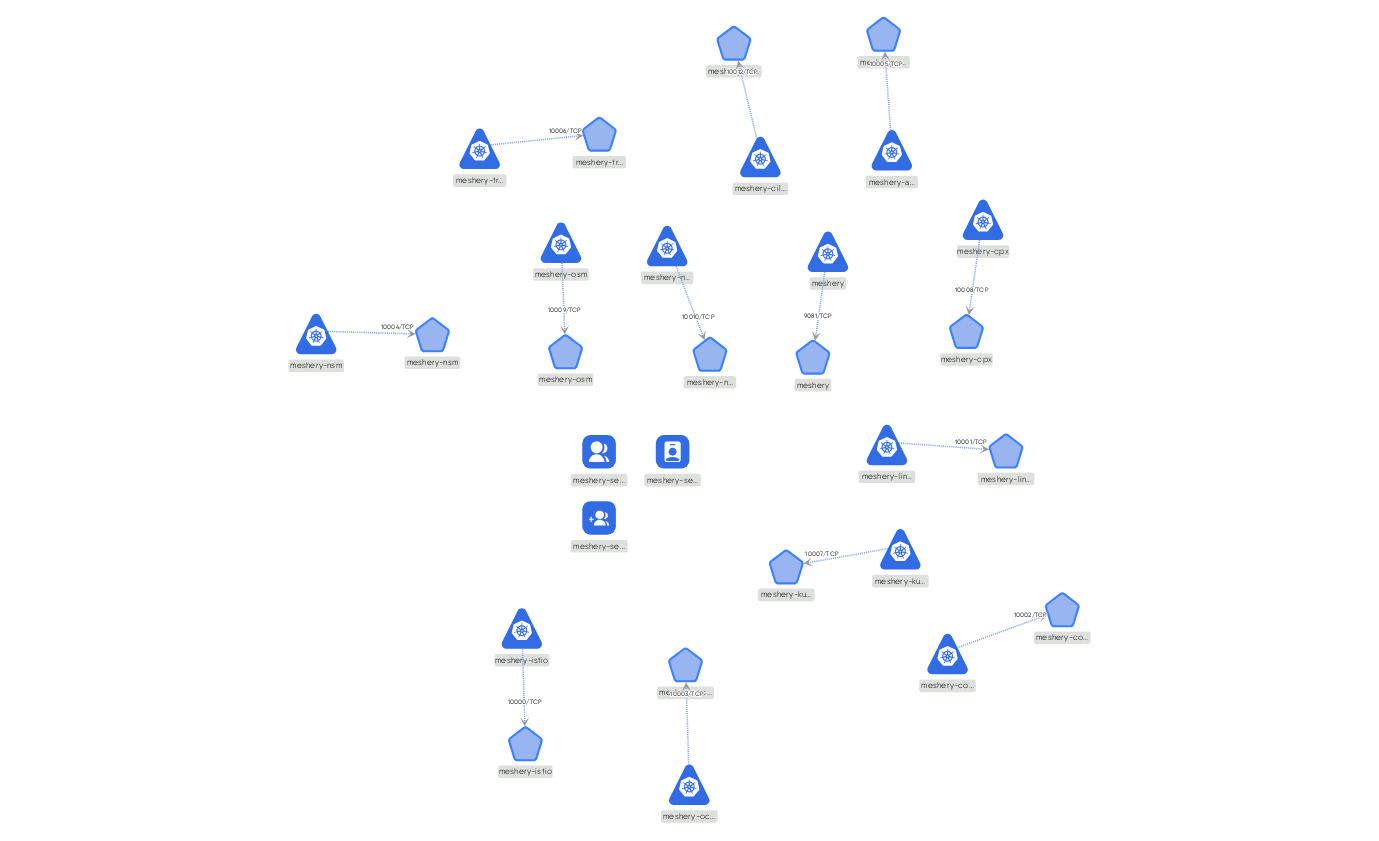 10012/TCP
10005/TCP
10006/TCP
meshery-tr...
meshery-tr...
meshery-cil...
meshery-a...
meshery-osm
meshery-n...
meshery
meshery-cpx
10009/TCP
10010/TCP
9081/TCP
10008/TCP
10004/TCP
meshery-nsm
meshery-nsm
meshery-osm
meshery-n...
meshery
meshery-cpx
10001/TCP
meshery-se...
meshery-se...
meshery-lin...
meshery-lin...
meshery-se...
10007/TCP
meshery-ku...
meshery-ku...
10002/TCP
meshery-co...
meshery-co...
meshery-istio
10003/TCP
10000/TCP
meshery-istio
meshery-oc...